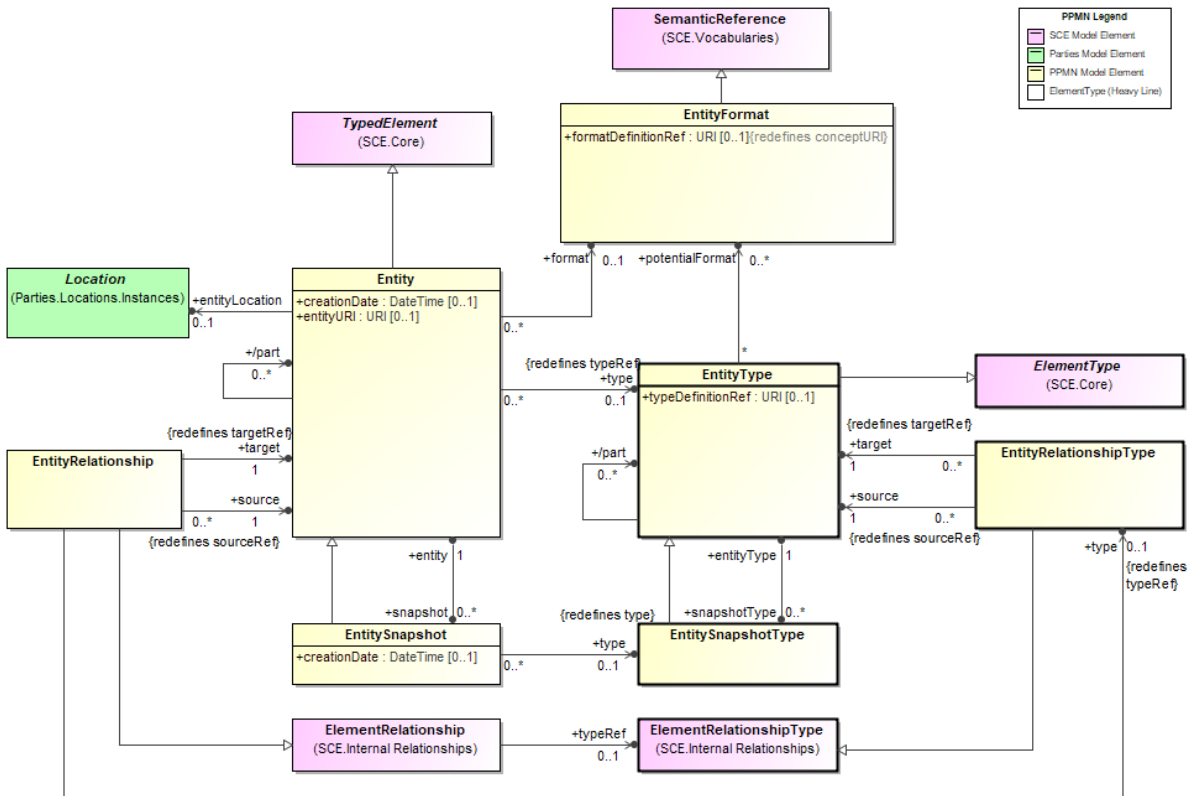 SemanticReference
(SCE.Vocabularies)
PPMN Legend
SCE Model Element
Parties Model Element
PPMN Model Element
ElementType (Heavy Line)
EntityFormat
+formatDefinitionRef : URI [0..1]{redefines conceptURI}
TypedElement
(SCE.Core)
+format
0..1
+potentialFormat
0..*
Location
(Parties.Locations.Instances)
+entityLocation
0..1
Entity
+creationDate : DateTime [0..1]
+entityURI : URI [0..1]
0..*
*
+/part
0..*
{redefines typeRef}
+type
0..*
0..1
EntityType
+typeDefinitionRef : URI [0..1]
ElementType
(SCE.Core)
{redefines targetRef}
+target
1
{redefines targetRef}
+target
1
0..*
EntityRelationship
+/part
0..*
EntityRelationshipType
+source
0..*
1
{redefines sourceRef}
+source
1
0..*
{redefines sourceRef}
+entity
1
+entityType
1
+type
0..1
{redefines
typeRef}
+snapshot
0..*
{redefines type}
+snapshotType
0..*
EntitySnapshot
+creationDate : DateTime [0..1]
+type
0..*
0..1
EntitySnapshotType
ElementRelationship
(SCE.Internal Relationships)
+typeRef
0..1
ElementRelationshipType
(SCE.Internal Relationships)